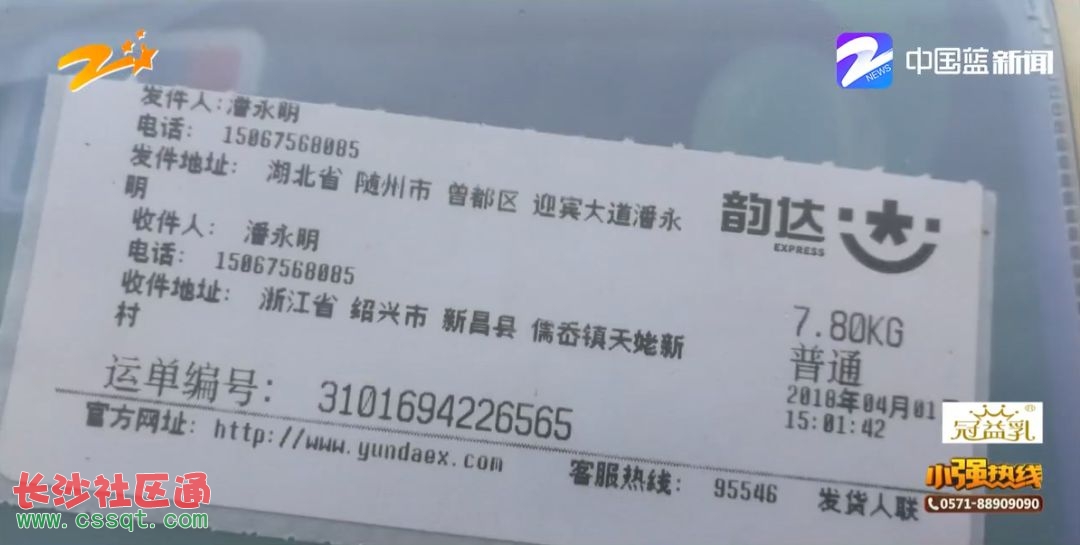 中国蓝新闻
NEWS
发件人:潘永明
电话: 15067568085
发件地址: 湖北省 随州市 曾都区 迎宾大道潘永
明
收件人: 潘永明
电话: 15067568085
收件地址: 浙江省 绍兴市 新昌县 儒岙镇天姥新
村
韵达
EXPRESS
7.80KG
普通
2018年04月01日
15:01:42
运单编号: 3101694226565
官方网址: http://www.yundaex.com
客服热线: 95546
发货人联
冠益乳®
小强热线
0571-88909090
长沙社区通
www.cssqt.com